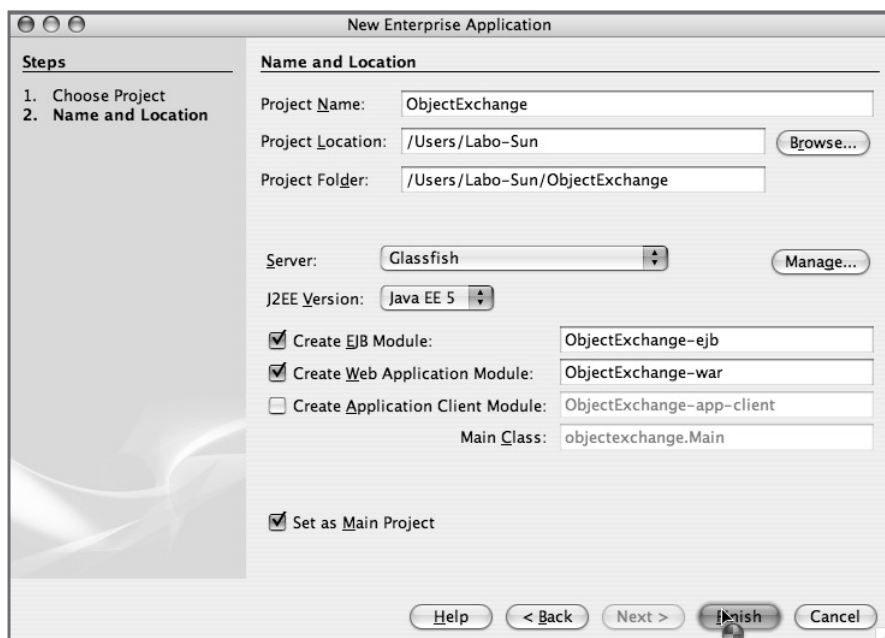 New Enterprise Application
Steps
1. Choose Project
2. Name and Location
Name and Location
Project Name: ObjectExchange
Project Location: /Users/Labo-Sun Browse...
Project Folder: /Users/Labo-Sun/ObjectExchange
Server: Glassfish Manage...
J2EE Version: Java EE 5
Create EJB Module: ObjectExchange-ejb
Create Web Application Module: ObjectExchange-war
Create Application Client Module: ObjectExchange-app-client
Main Class: objectexchange.Main
Set as Main Project
Help < Back Next > Finish Cancel